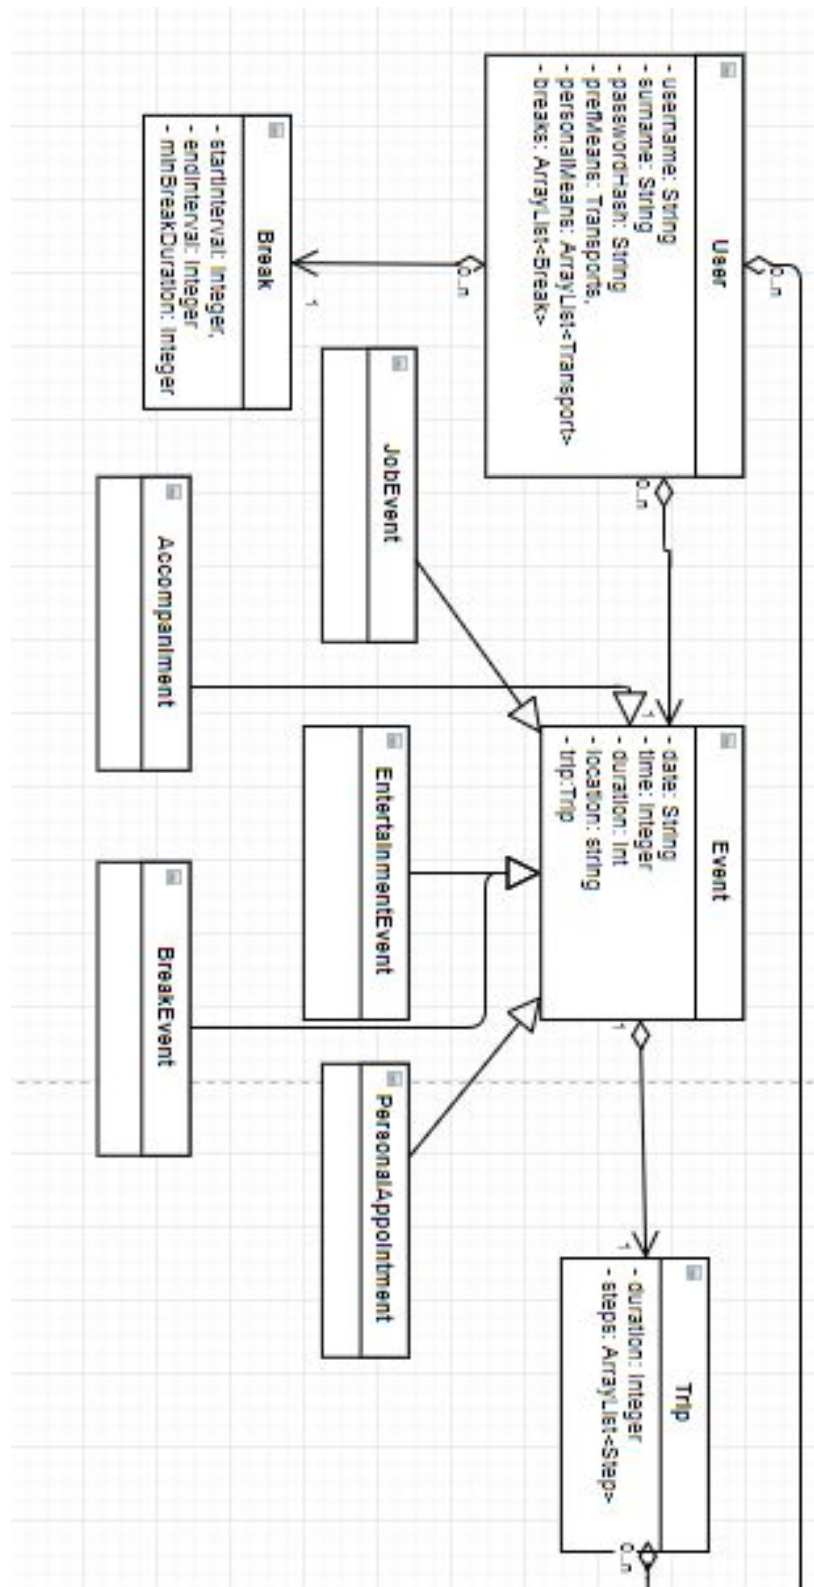 User
- username: String
- surname: String
- passwordHash: String
- prefMeans: Transports,
- personalMeans: ArrayList<Transport>
- breaks: ArrayList<Break>
0..n
0..n
0..n
1
Break
- startInterval: Integer,
- endInterval: Integer
- minBreakDuration: Integer
Event
- date: String
- time: Integer
- duration: Int
- location: string
- trip:Trip
1
1
1
Trip
- duration: Integer
- steps: ArrayList<Step>
0..n
JobEvent
EntertainmentEvent
PersonalAppointment
Accompaniment
BreakEvent